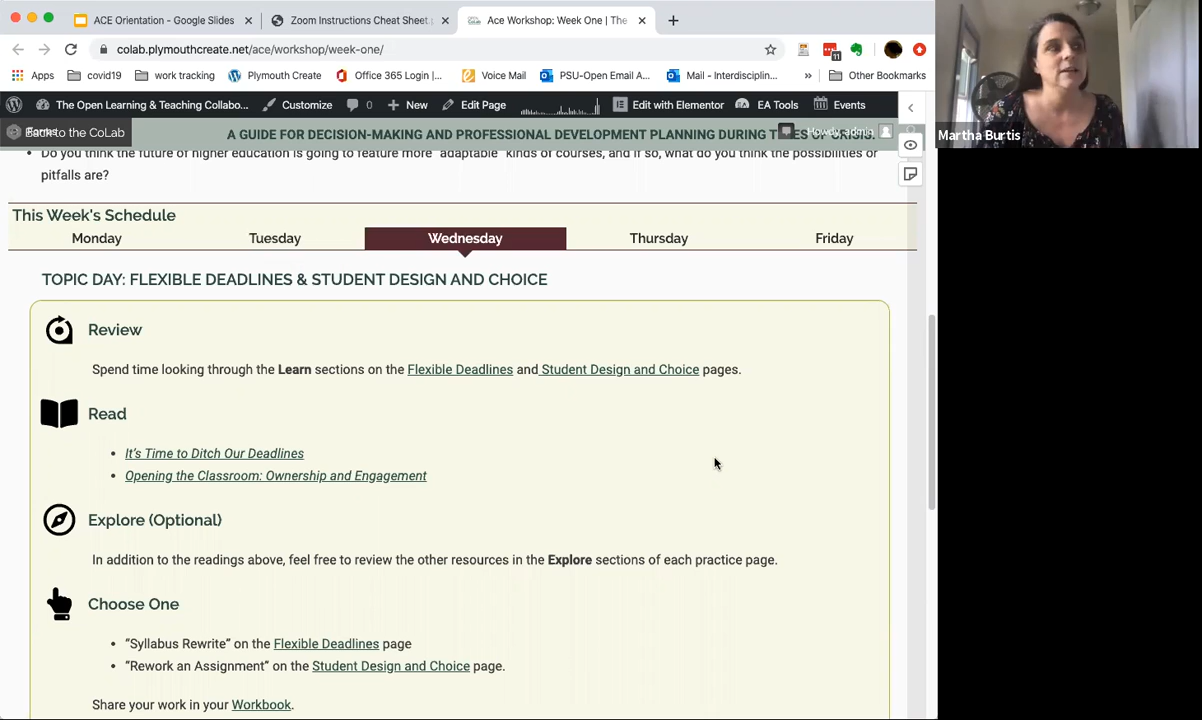 ACE Orientation - Google Slides
Zoom Instructions Cheat Sheet.p
Ace Workshop: Week One | The
colab.plymouthcreate.net/ace/workshop/week-one/
11
Apps covid19 work tracking Plymouth Create Office 365 Login |... Voice Mail PSU-Open Email A... Mail - Interdisciplin... » Other Bookmarks
The Open Learning & Teaching Collabo... Customize 0 New Edit Page Edit with Elementor EA Tools Events
to the CoLab
Howdy, admin
A GUIDE FOR DECISION-MAKING AND PROFESSIONAL DEVELOPMENT PLANNING DURING TIMES OF CRISIS.
Do you think the future of higher education is going to feature more "adaptable" kinds of courses, and if so, what do you think the possibilities or
pitfalls are?
This Week's Schedule
Monday Tuesday Wednesday Thursday Friday
TOPIC DAY: FLEXIBLE DEADLINES & STUDENT DESIGN AND CHOICE
Review
Spend time looking through the Learn sections on the Flexible Deadlines and Student Design and Choice pages.
Read
• It's Time to Ditch Our Deadlines
• Opening the Classroom: Ownership and Engagement
Explore (Optional)
In addition to the readings above, feel free to review the other resources in the Explore sections of each practice page.
Choose One
• “Syllabus Rewrite” on the Flexible Deadlines page
• “Rework an Assignment” on the Student Design and Choice page.
Share your work in your Workbook.
Martha Burtis